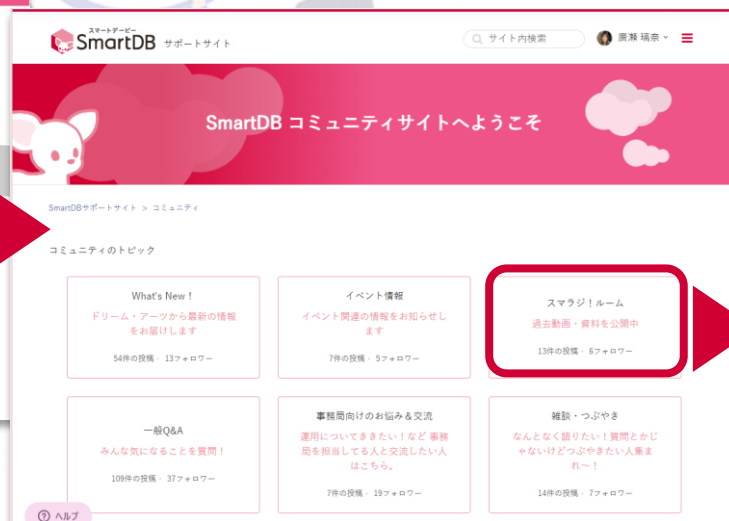 スマートデービー
SmartDB サポートサイト
サイト内検索
廣瀬 璃奈
SmartDB コミュニティサイトへようこそ
SmartDBサポートサイト > コミュニティ
コミュニティのトピック
What's New！
ドリーム・アーツから最新の情報
をお届けします
54件の投稿・ 13フォロワー
イベント情報
イベント関連の情報をお知らせし
ます
7件の投稿・ 5フォロワー
スマラジ！ルーム
過去動画・資料を公開中
13件の投稿・ 6フォロワー
一般Q&A
みんな気になることを質問！
109件の投稿・ 37フォロワー
事務局向けのお悩み＆交流
運用についてききたい！など 事務
局を担当してる人と交流したい人
はこちら。
7件の投稿・ 19フォロワー
雑談・つぶやき
なんとなく語りたい！質問とかじ
ゃないけどつぶやきたい人集ま
れ～！
14件の投稿・ 7フォロワー
ヘルプ